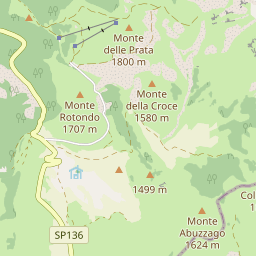 Monte
delle Prata
1800 m
Monte
della Croce
1580 m
Monte
Rotondo
1707 m
1499 m
Col
Monte
Abuzzago
1624 m
SP136